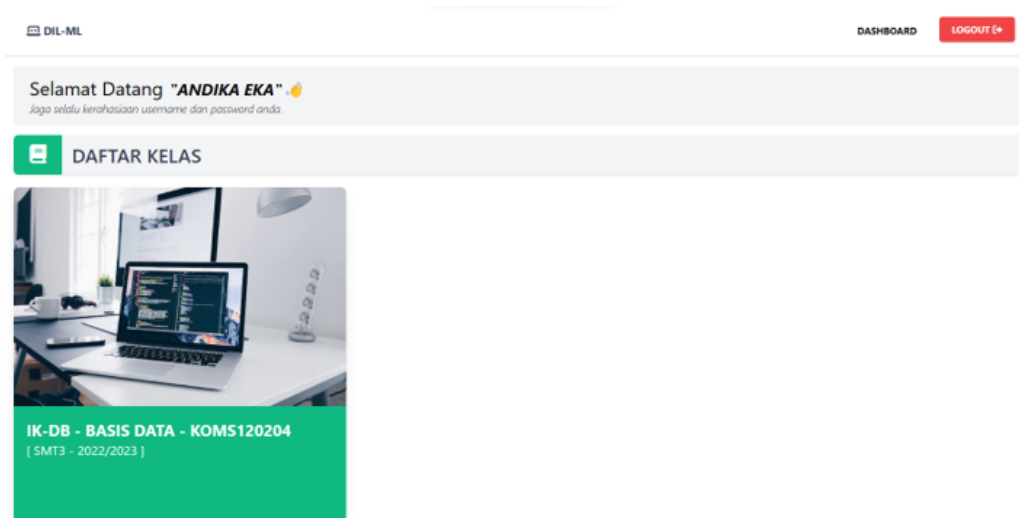 DIL-ML
DASHBOARD
LOGOUT
Selamat Datang "ANDIKA EKA" 👋
Jaga selalu kerahasiaan username dan password anda.
DAFTAR KELAS
IK-DB - BASIS DATA - KOMS120204
[ SMT3 - 2022/2023 ]